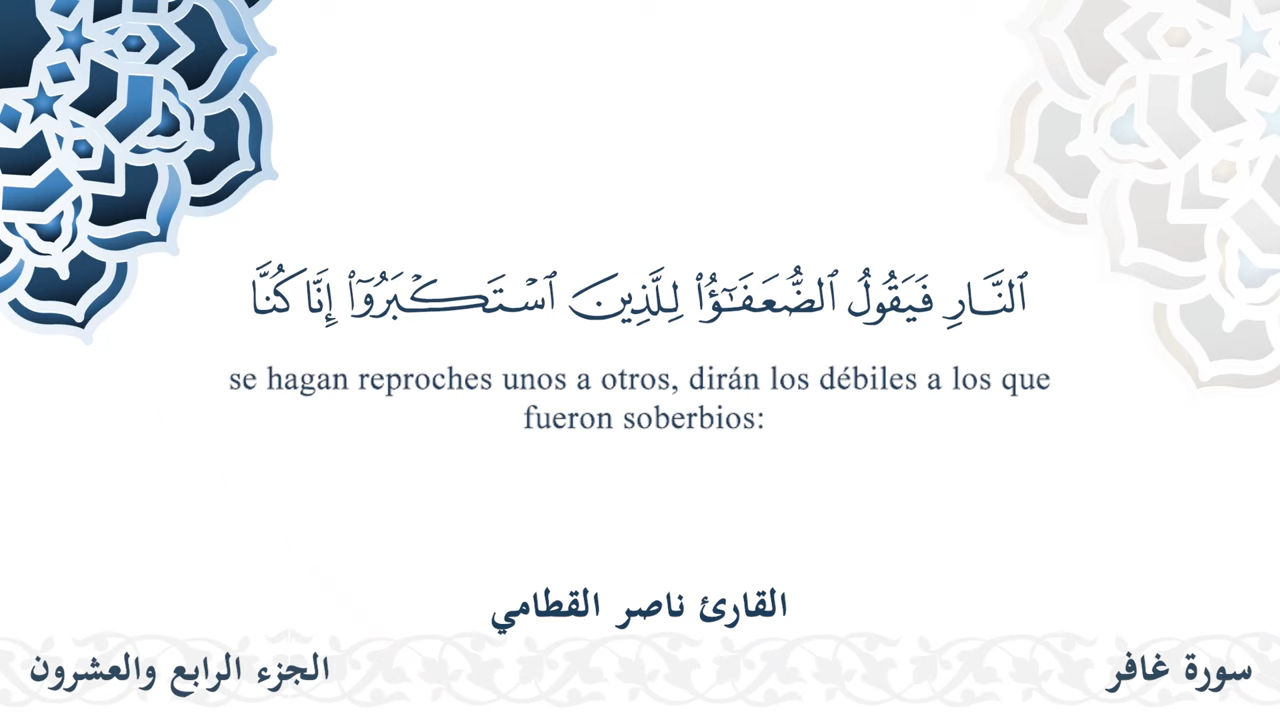 ٱلنَّارِ فَيَقُولُ ٱلضُّعَفَـٰٓؤُا۟ لِلَّذِينَ ٱسْتَكْبَرُوٓا۟ إِنَّا كُنَّا
se hagan reproches unos a otros, dirán los débiles a los que
fueron soberbios:
القارئ ناصر القطامي
سورة غافر
الجزء الرابع والعشرون